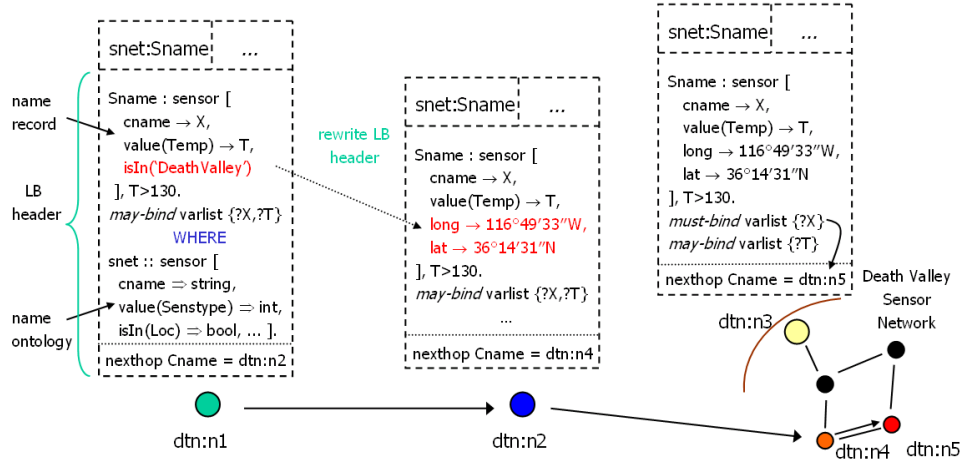 snet:Sname
...
Sname : sensor [
cname → X,
value(Temp) → T,
isIn('DeathValley')
], T>130.
may-bind varlist {?X,?T}
WHERE
snet :: sensor [
cname ⇒ string,
value(Senstype) ⇒ int,
isIn(Loc) ⇒ bool, ... ].
nexthop Cname = dtn:n2
name
record
LB
header
name
ontology
rewrite LB
header
snet:Sname
...
Sname : sensor [
cname → X,
value(Temp) → T,
long → 116°49′33″W,
lat → 36°14′31″N
], T>130.
may-bind varlist {?X,?T}
...
nexthop Cname = dtn:n4
snet:Sname
...
Sname : sensor [
cname → X,
value(Temp) → T,
long → 116°49′33″W,
lat → 36°14′31″N
], T>130.
must-bind varlist {?X}
may-bind varlist {?T}
nexthop Cname = dtn:n5
Death Valley
Sensor
Network
dtn:n3
dtn:n1
dtn:n2
dtn:n4
dtn:n5